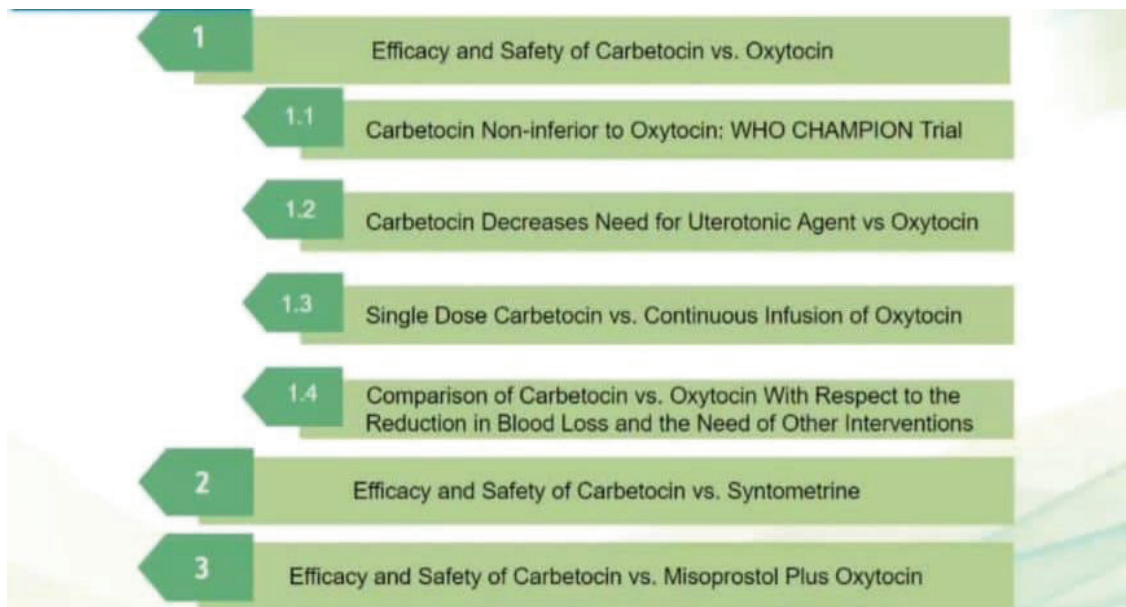 1
Efficacy and Safety of Carbetocin vs. Oxytocin
1.1
Carbetocin Non-inferior to Oxytocin: WHO CHAMPION Trial
1.2
Carbetocin Decreases Need for Uterotonic Agent vs Oxytocin
1.3
Single Dose Carbetocin vs. Continuous Infusion of Oxytocin
1.4
Comparison of Carbetocin vs. Oxytocin With Respect to the
Reduction in Blood Loss and the Need of Other Interventions
2
Efficacy and Safety of Carbetocin vs. Syntometrine
3
Efficacy and Safety of Carbetocin vs. Misoprostol Plus Oxytocin